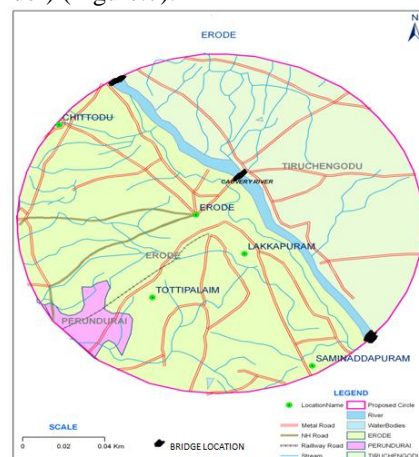 ERODE
N
CHITTODU
TIRUCHENGODU
CAUVERY RIVER
ERODE
LAKKAPURAM
ERODE
TOTTIPALAIM
PERUNDURAI
SAMINADDAPURAM
LEGEND
LocationName
Proposed Circle
River
Metal Road
WaterBodies
NH Road
ERODE
Railway Road
PERUNDURAI
Stream
TIRUCHENGODU
SCALE
0 0.02 0.04 Km
BRIDGE LOCATION